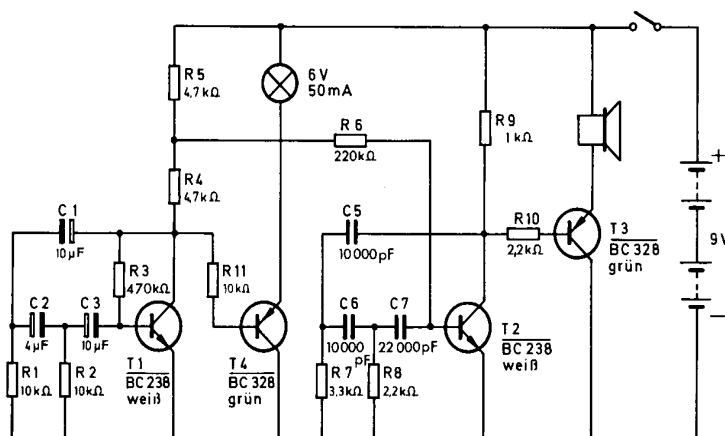 R5
4,7kΩ
6V
50mA
R6
220kΩ
R9
1kΩ
+
R4
4,7kΩ
C1
10µF
C5
10000pF
R10
2,2kΩ
T3
BC 328
grün
9V
R3
470kΩ
R11
10kΩ
C2
4µF
C3
10µF
C6
10000
pF
C7
22000pF
T2
BC 238
weiß
−
R1
10kΩ
R2
10kΩ
T1
BC 238
weiß
T4
BC 328
grün
R7
3,3kΩ
R8
2,2kΩ